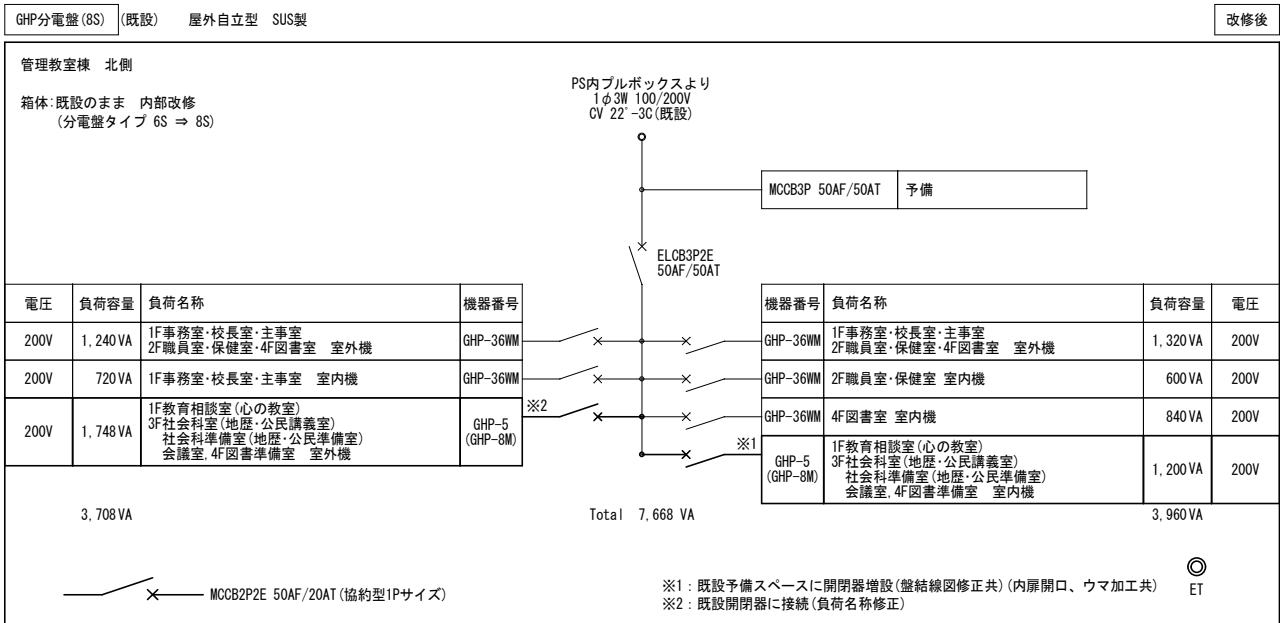 GHP分電盤(8S) (既設) 屋外自立型 SUS製
改修後
管理教室棟 北側
箱体:既設のまま 内部改修
(分電盤タイプ 6S ⇒ 8S)
PS内プルボックスより
1φ3W 100/200V
CV 22°-3C(既設)
MCCB3P 50AF/50AT 予備
ELCB3P2E
50AF/50AT
電圧 負荷容量 負荷名称 機器番号
200V 1,240VA 1F事務室・校長室・主事室
2F職員室・保健室・4F図書室 室外機 GHP-36WM
200V 720VA 1F事務室・校長室・主事室 室内機 GHP-36WM
200V 1,748VA 1F教育相談室(心の教室)
3F社会科室(地歴・公民講義室)
社会科準備室(地歴・公民準備室)
会議室,4F図書準備室 室外機
GHP-5
(GHP-8M)
※2
機器番号 負荷名称 負荷容量 電圧
GHP-36WM 1F事務室・校長室・主事室
2F職員室・保健室・4F図書室 室外機 1,320VA 200V
GHP-36WM 2F職員室・保健室 室内機 600VA 200V
GHP-36WM 4F図書室 室内機 840VA 200V
※1
GHP-5
(GHP-8M)
1F教育相談室(心の教室)
3F社会科室(地歴・公民講義室)
社会科準備室(地歴・公民準備室)
会議室,4F図書準備室 室内機
1,200VA 200V
3,708VA Total 7,668 VA 3,960VA
MCCB2P2E 50AF/20AT(協約型1Pサイズ)
※1：既設予備スペースに開閉器増設(盤結線図修正共)(内扉開口、ウマ加工共)
※2：既設開閉器に接続(負荷名称修正)
ET